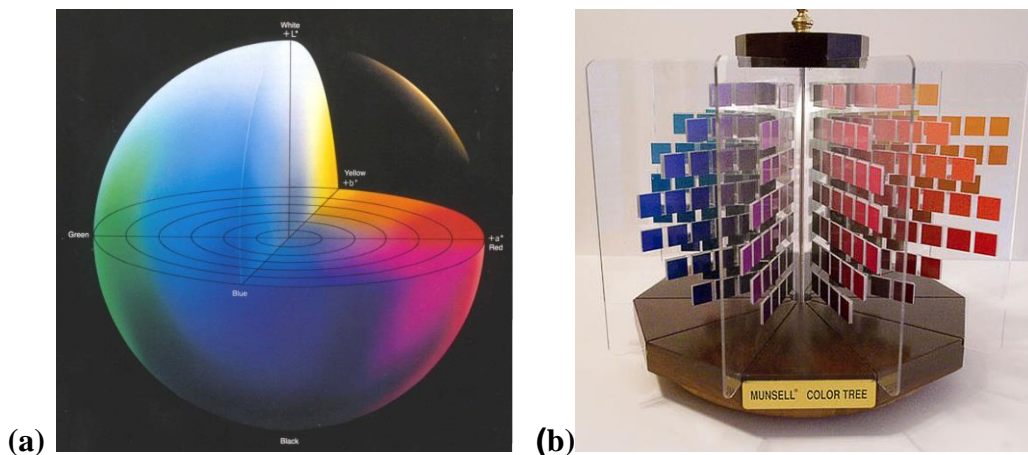 White
+L*
Yellow
+b*
Green
+a*
Red
Blue
Black
(a)
MUNSELL® COLOR TREE
(b)